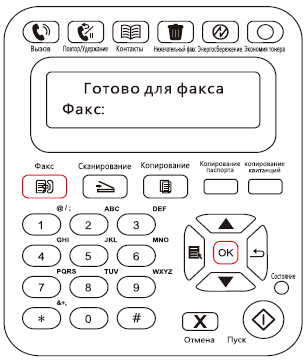 Вызов Повтор/Удержание Контакты Нежелательный факс Энергосбережение Экономия тонера
Готово для факса
Факс:
Факс Сканирование Копирование Копирование паспорта копирование квитанций
@ / ; ABC DEF
1 2 3
GHI JKL MNO
4 5 6
OK
PQRS TUV WXYZ
7 8 9
Состояние
&+,
* 0 #
X
Отмена Пуск